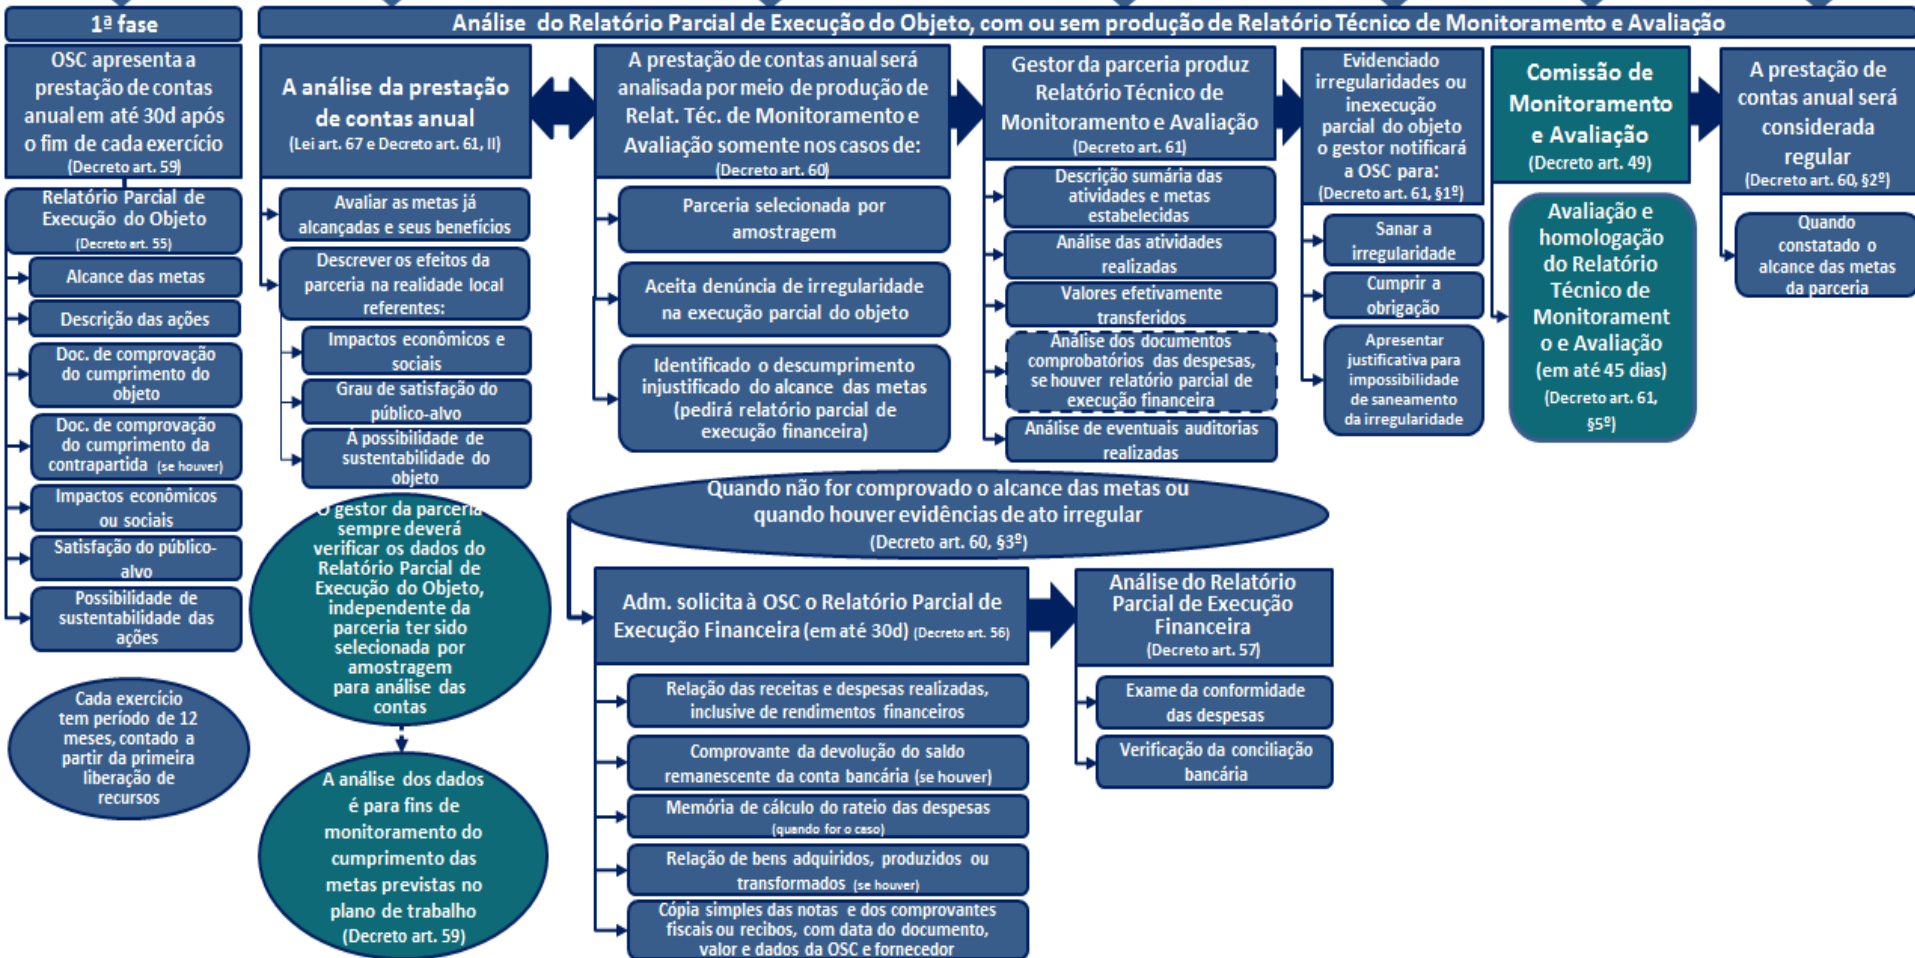 1ª fase
Análise do Relatório Parcial de Execução do Objeto, com ou sem produção de Relatório Técnico de Monitoramento e Avaliação
OSC apresenta a
prestação de contas
anual em até 30d após
o fim de cada exercício
(Decreto art. 59)
Relatório Parcial de
Execução do Objeto
(Decreto art. 55)
Alcance das metas
Descrição das ações
Doc. de comprovação
do cumprimento do
objeto
Doc. de comprovação
do cumprimento da
contrapartida (se houver)
Impactos econômicos
ou sociais
Satisfação do público-
alvo
Possibilidade de
sustentabilidade das
ações
Cada exercício
tem período de 12
meses, contado a
partir da primeira
liberação de
recursos
A análise da prestação
de contas anual
(Lei art. 67 e Decreto art. 61, II)
Avaliar as metas já
alcançadas e seus benefícios
Descrever os efeitos da
parceria na realidade local
referentes:
Impactos econômicos e
sociais
Grau de satisfação do
público-alvo
A possibilidade de
sustentabilidade do
objeto
O gestor da parceria
sempre deverá
verificar os dados do
Relatório Parcial de
Execução do Objeto,
independente da
parceria ter sido
selecionada por
amostragem
para análise das
contas
A análise dos dados
é para fins de
monitoramento do
cumprimento das
metas previstas no
plano de trabalho
(Decreto art. 59)
A prestação de contas anual será
analisada por meio de produção de
Relat. Téc. de Monitoramento e
Avaliação somente nos casos de:
(Decreto art. 60)
Parceria selecionada por
amostragem
Aceita denúncia de irregularidade
na execução parcial do objeto
Identificado o descumprimento
injustificado do alcance das metas
(pedirá relatório parcial de
execução financeira)
Gestor da parceria produz
Relatório Técnico de
Monitoramento e Avaliação
(Decreto art. 61)
Descrição sumária das
atividades e metas
estabelecidas
Análise das atividades
realizadas
Valores efetivamente
transferidos
Análise dos documentos
comprobatórios das despesas,
se houver relatório parcial de
execução financeira
Análise de eventuais auditorias
realizadas
Evidenciado
irregularidades ou
inexecução
parcial do objeto
o gestor notificará
a OSC para:
(Decreto art. 61, §1º)
Sanar a
irregularidade
Cumprir a
obrigação
Apresentar
justificativa para
impossibilidade
de saneamento
da irregularidade
Comissão de
Monitoramento
e Avaliação
(Decreto art. 49)
Avaliação e
homologação
do Relatório
Técnico de
Monitorament
o e Avaliação
(em até 45 dias)
(Decreto art. 61,
§5º)
A prestação de
contas anual será
considerada
regular
(Decreto art. 60, §2º)
Quando
constatado o
alcance das metas
da parceria
Quando não for comprovado o alcance das metas ou
quando houver evidências de ato irregular
(Decreto art. 60, §3º)
Adm. solicita à OSC o Relatório Parcial de
Execução Financeira (em até 30d) (Decreto art. 56)
Relação das receitas e despesas realizadas,
inclusive de rendimentos financeiros
Comprovante da devolução do saldo
remanescente da conta bancária (se houver)
Memória de cálculo do rateio das despesas
(quando for o caso)
Relação de bens adquiridos, produzidos ou
transformados (se houver)
Cópia simples das notas e dos comprovantes
fiscais ou recibos, com data do documento,
valor e dados da OSC e fornecedor
Análise do Relatório
Parcial de Execução
Financeira
(Decreto art. 57)
Exame da conformidade
das despesas
Verificação da conciliação
bancária